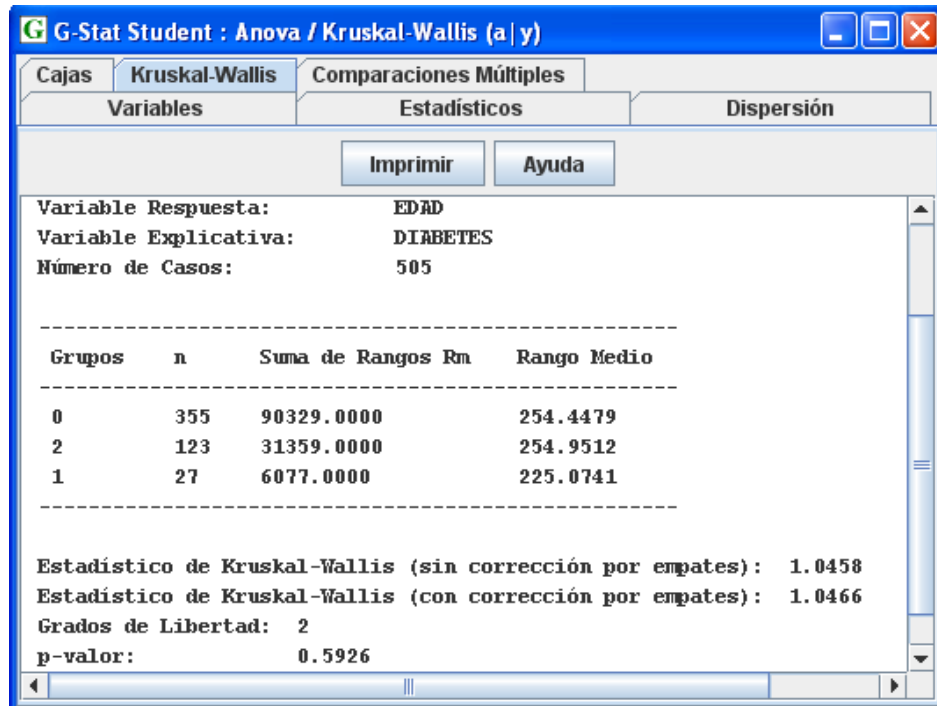 G G-Stat Student : Anova / Kruskal-Wallis (a|y)
Cajas Kruskal-Wallis Comparaciones Múltiples
Variables Estadísticos Dispersión
Imprimir Ayuda
Variable Respuesta: EDAD
Variable Explicativa: DIABETES
Número de Casos: 505
Grupos n Suma de Rangos Rm Rango Medio
0 355 90329.0000 254.4479
2 123 31359.0000 254.9512
1 27 6077.0000 225.0741
Estadístico de Kruskal-Wallis (sin corrección por empates): 1.0458
Estadístico de Kruskal-Wallis (con corrección por empates): 1.0466
Grados de Libertad: 2
p-valor: 0.5926